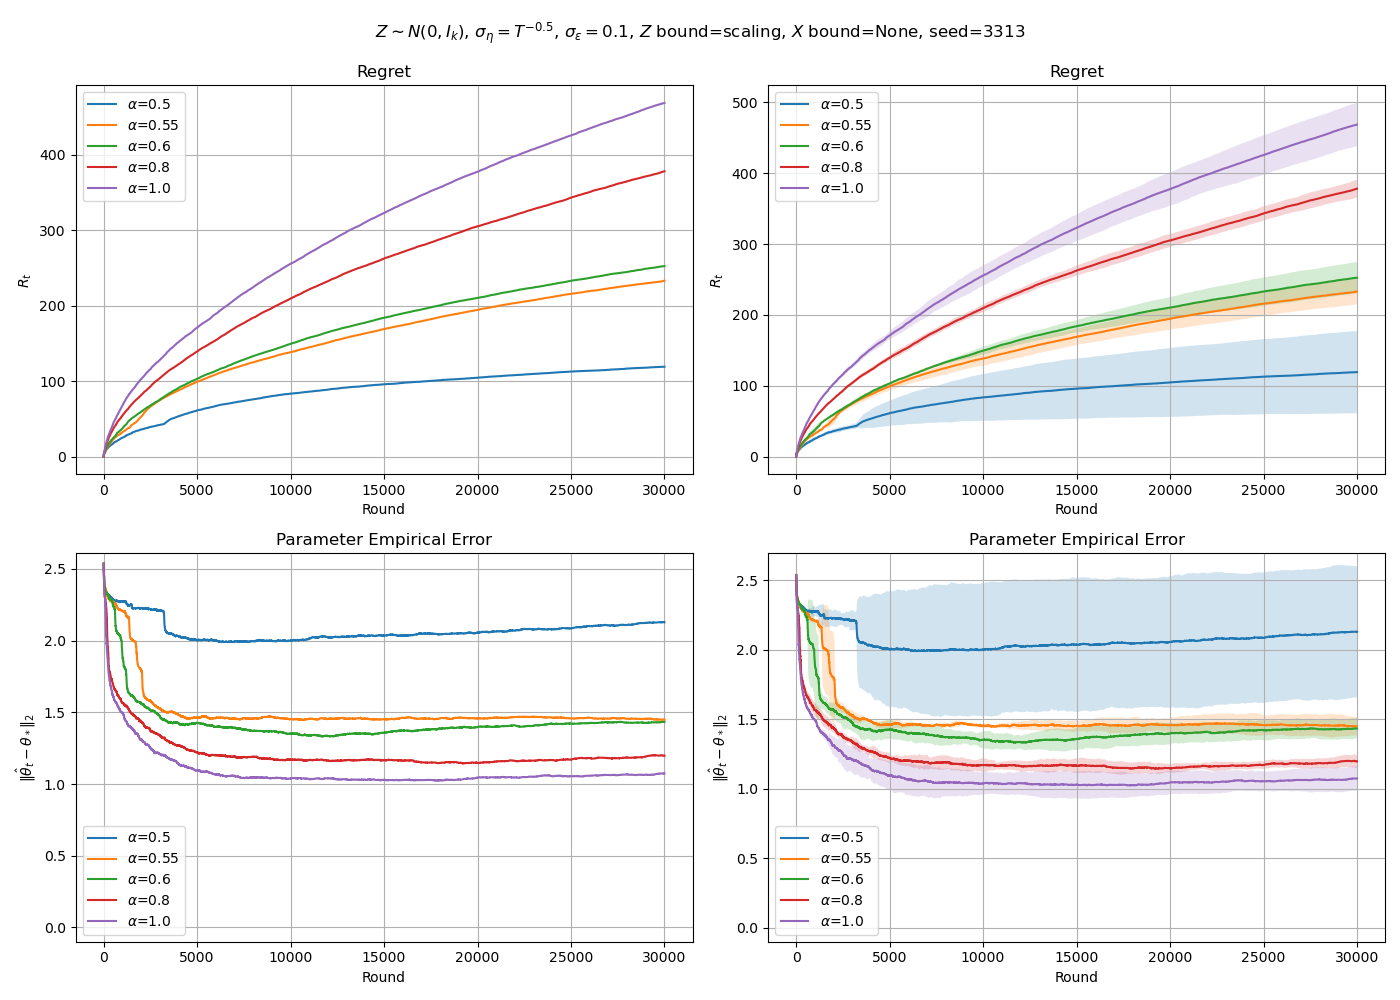 Z ∼ N(0, I_k), σ_η = T^{−0.5}, σ_ε = 0.1, Z bound=scaling, X bound=None, seed=3313
Regret
R_t
400
300
200
100
0
α=0.5
α=0.55
α=0.6
α=0.8
α=1.0
0 5000 10000 15000 20000 25000 30000
Round
Regret
R_t
500
400
300
200
100
0
α=0.5
α=0.55
α=0.6
α=0.8
α=1.0
0 5000 10000 15000 20000 25000 30000
Round
Parameter Empirical Error
‖θ̂_t − θ_*‖_2
2.5
2.0
1.5
1.0
0.5
0.0
α=0.5
α=0.55
α=0.6
α=0.8
α=1.0
0 5000 10000 15000 20000 25000 30000
Round
Parameter Empirical Error
‖θ̂_t − θ_*‖_2
2.5
2.0
1.5
1.0
0.5
0.0
α=0.5
α=0.55
α=0.6
α=0.8
α=1.0
0 5000 10000 15000 20000 25000 30000
Round